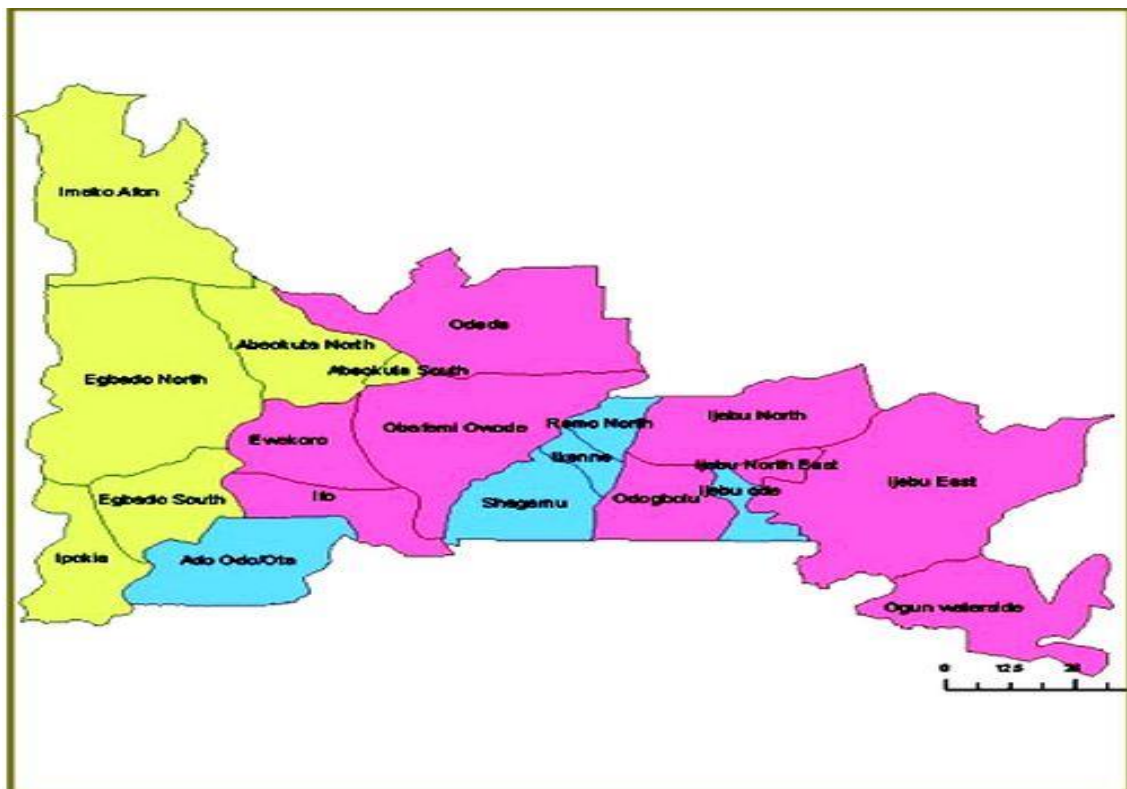 Imeko Afon
Odeda
Abeokuta North
Abeokuta South
Egbado North
Obafemi Owode
Remo North
Ijebu North
Ewekoro
Ikenne
Ijebu North East
Ijebu East
Ifo
Egbado South
Shagamu
Odogbolu
Ijebu ode
Ipokia
Ado Odo/Ota
Ogun waterside
0 12.5 25